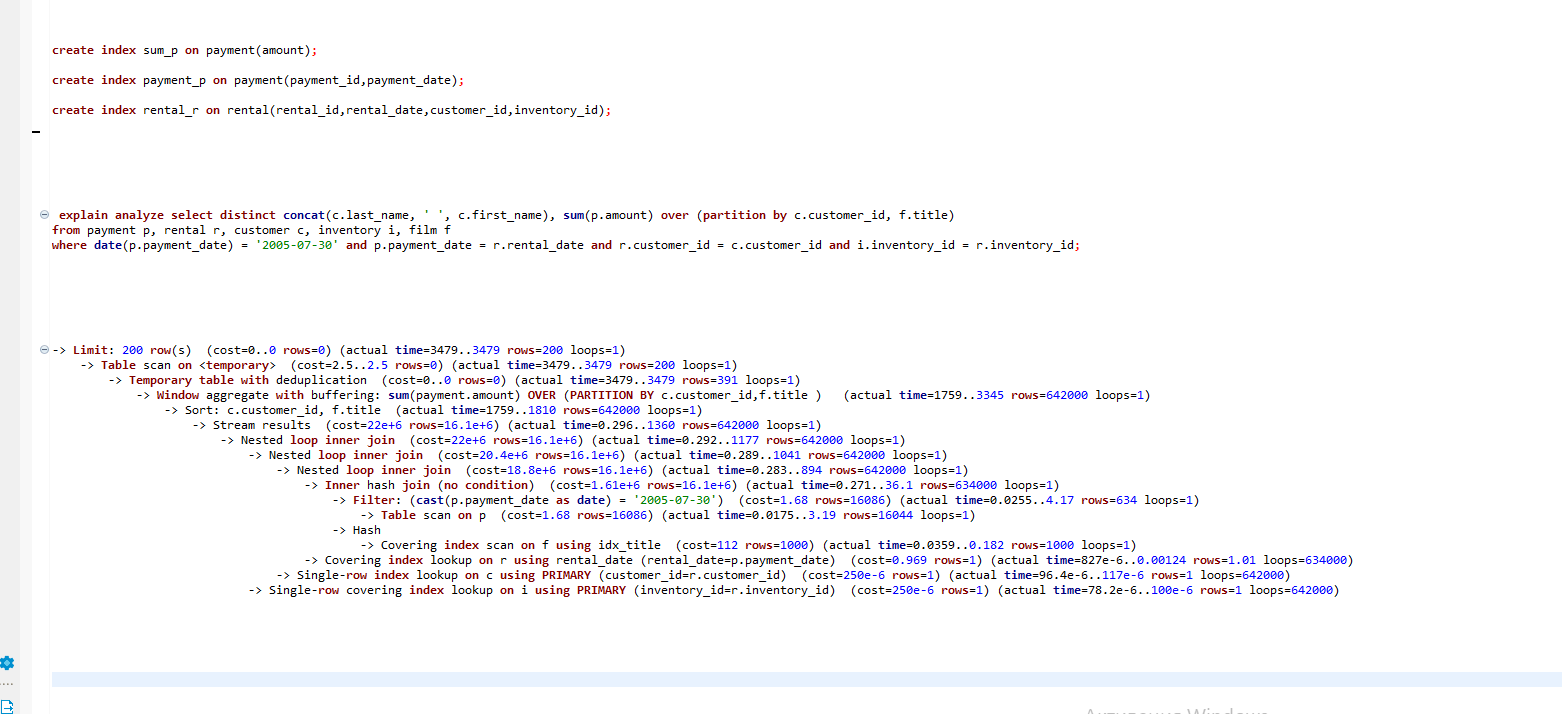 create index sum_p on payment(amount);
create index payment_p on payment(payment_id,payment_date);
create index rental_r on rental(rental_id,rental_date,customer_id,inventory_id);
explain analyze select distinct concat(c.last_name, ' ', c.first_name), sum(p.amount) over (partition by c.customer_id, f.title)
from payment p, rental r, customer c, inventory i, film f
where date(p.payment_date) = '2005-07-30' and p.payment_date = r.rental_date and r.customer_id = c.customer_id and i.inventory_id = r.inventory_id;
-> Limit: 200 row(s)  (cost=0..0 rows=0) (actual time=3479..3479 rows=200 loops=1)
-> Table scan on <temporary>  (cost=2.5..2.5 rows=0) (actual time=3479..3479 rows=200 loops=1)
-> Temporary table with deduplication  (cost=0..0 rows=0) (actual time=3479..3479 rows=391 loops=1)
-> Window aggregate with buffering: sum(payment.amount) OVER (PARTITION BY c.customer_id,f.title )   (actual time=1759..3345 rows=642000 loops=1)
-> Sort: c.customer_id, f.title  (actual time=1759..1810 rows=642000 loops=1)
-> Stream results  (cost=22e+6 rows=16.1e+6) (actual time=0.296..1360 rows=642000 loops=1)
-> Nested loop inner join  (cost=22e+6 rows=16.1e+6) (actual time=0.292..1177 rows=642000 loops=1)
-> Nested loop inner join  (cost=20.4e+6 rows=16.1e+6) (actual time=0.289..1041 rows=642000 loops=1)
-> Nested loop inner join  (cost=18.8e+6 rows=16.1e+6) (actual time=0.283..894 rows=642000 loops=1)
-> Inner hash join (no condition)  (cost=1.61e+6 rows=16.1e+6) (actual time=0.271..36.1 rows=634000 loops=1)
-> Filter: (cast(p.payment_date as date) = '2005-07-30')  (cost=1.68 rows=16086) (actual time=0.0255..4.17 rows=634 loops=1)
-> Table scan on p  (cost=1.68 rows=16086) (actual time=0.0175..3.19 rows=16044 loops=1)
-> Hash
-> Covering index scan on f using idx_title  (cost=112 rows=1000) (actual time=0.0359..0.182 rows=1000 loops=1)
-> Covering index lookup on r using rental_date (rental_date=p.payment_date)  (cost=0.969 rows=1) (actual time=827e-6..0.00124 rows=1.01 loops=634000)
-> Single-row index lookup on c using PRIMARY (customer_id=r.customer_id)  (cost=250e-6 rows=1) (actual time=96.4e-6..117e-6 rows=1 loops=642000)
-> Single-row covering index lookup on i using PRIMARY (inventory_id=r.inventory_id)  (cost=250e-6 rows=1) (actual time=78.2e-6..100e-6 rows=1 loops=642000)